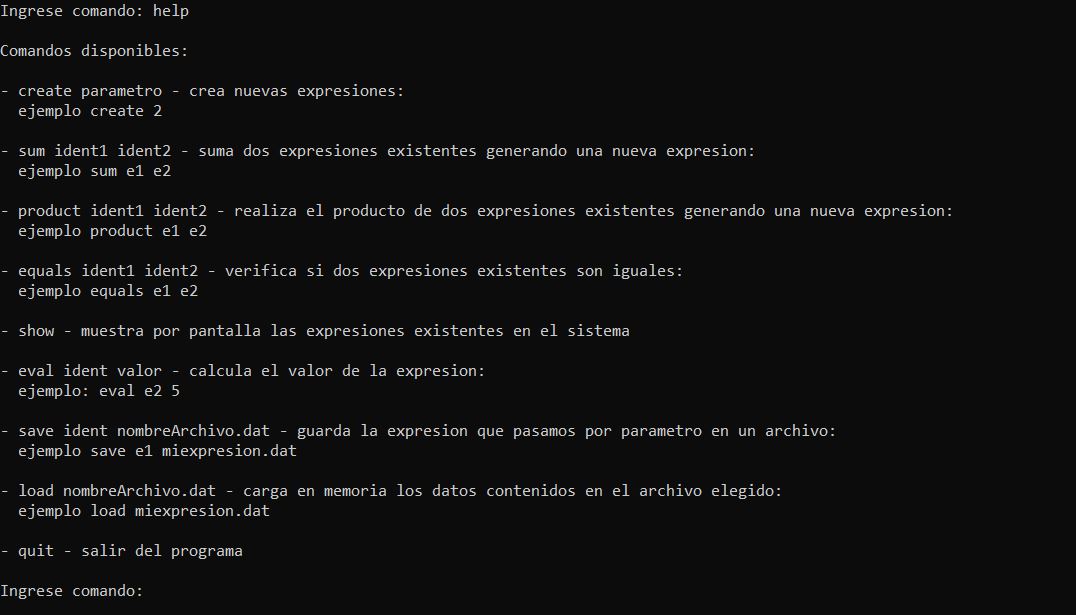 Ingrese comando: help
Comandos disponibles:
- create parametro - crea nuevas expresiones:
ejemplo create 2
- sum ident1 ident2 - suma dos expresiones existentes generando una nueva expresion:
ejemplo sum e1 e2
- product ident1 ident2 - realiza el producto de dos expresiones existentes generando una nueva expresion:
ejemplo product e1 e2
- equals ident1 ident2 - verifica si dos expresiones existentes son iguales:
ejemplo equals e1 e2
- show - muestra por pantalla las expresiones existentes en el sistema
- eval ident valor - calcula el valor de la expresion:
ejemplo: eval e2 5
- save ident nombreArchivo.dat - guarda la expresion que pasamos por parametro en un archivo:
ejemplo save e1 miexpresion.dat
- load nombreArchivo.dat - carga en memoria los datos contenidos en el archivo elegido:
ejemplo load miexpresion.dat
- quit - salir del programa
Ingrese comando: